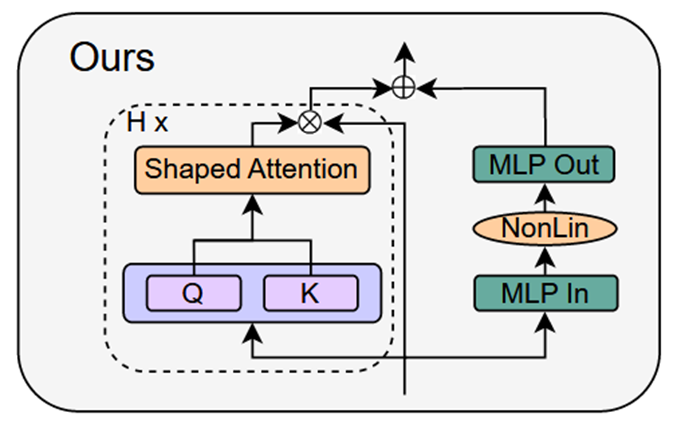 Ours
H x
Shaped Attention
MLP Out
NonLin
Q
K
MLP In